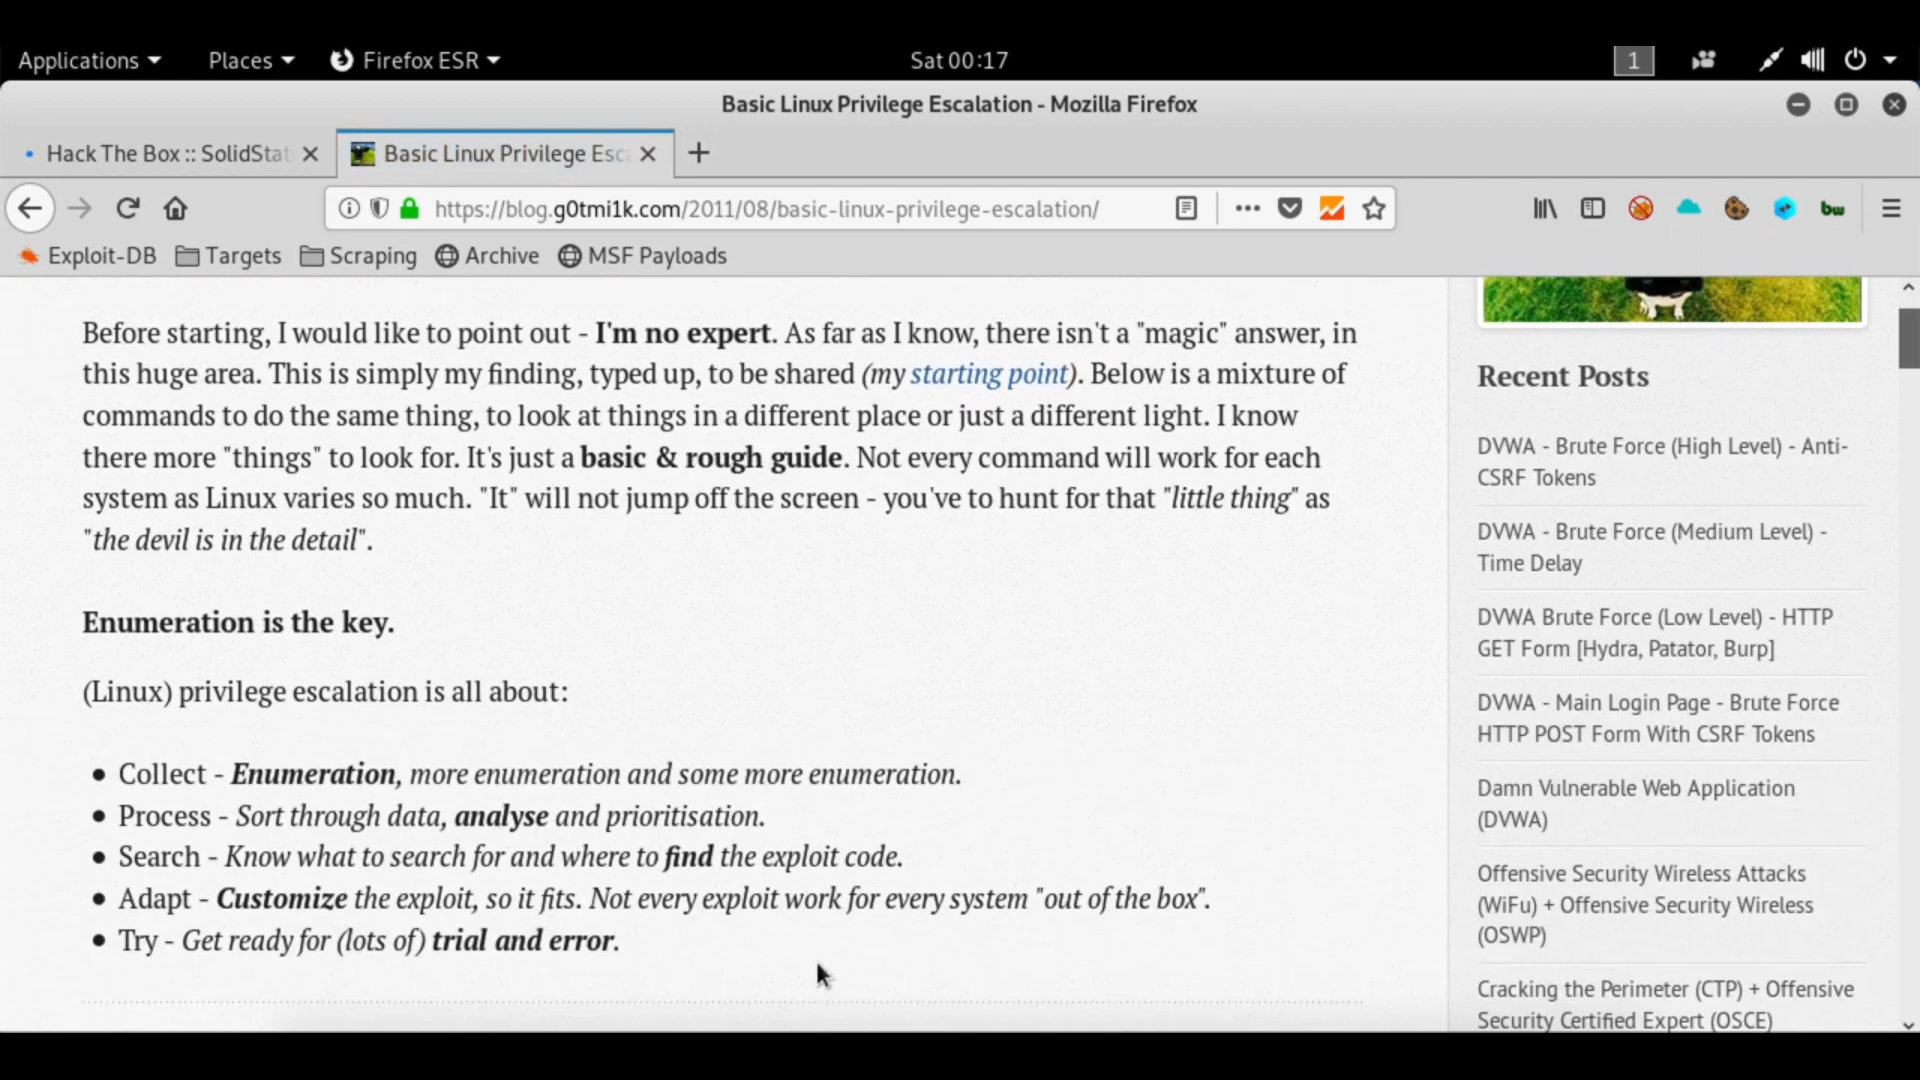 Applications Places Firefox ESR Sat 00:17 1
Basic Linux Privilege Escalation - Mozilla Firefox
Hack The Box :: SolidStat Basic Linux Privilege Esc
https://blog.g0tmi1k.com/2011/08/basic-linux-privilege-escalation/ bw
Exploit-DB Targets Scraping Archive MSF Payloads
Before starting, I would like to point out - I'm no expert. As far as I know, there isn't a "magic" answer, in
this huge area. This is simply my finding, typed up, to be shared (my starting point). Below is a mixture of
commands to do the same thing, to look at things in a different place or just a different light. I know
there more "things" to look for. It's just a basic & rough guide. Not every command will work for each
system as Linux varies so much. "It" will not jump off the screen - you've to hunt for that "little thing" as
"the devil is in the detail".
Enumeration is the key.
(Linux) privilege escalation is all about:
• Collect - Enumeration, more enumeration and some more enumeration.
• Process - Sort through data, analyse and prioritisation.
• Search - Know what to search for and where to find the exploit code.
• Adapt - Customize the exploit, so it fits. Not every exploit work for every system "out of the box".
• Try - Get ready for (lots of) trial and error.
Recent Posts
DVWA - Brute Force (High Level) - Anti-
CSRF Tokens
DVWA - Brute Force (Medium Level) -
Time Delay
DVWA Brute Force (Low Level) - HTTP
GET Form [Hydra, Patator, Burp]
DVWA - Main Login Page - Brute Force
HTTP POST Form With CSRF Tokens
Damn Vulnerable Web Application
(DVWA)
Offensive Security Wireless Attacks
(WiFu) + Offensive Security Wireless
(OSWP)
Cracking the Perimeter (CTP) + Offensive
Security Certified Expert (OSCE)